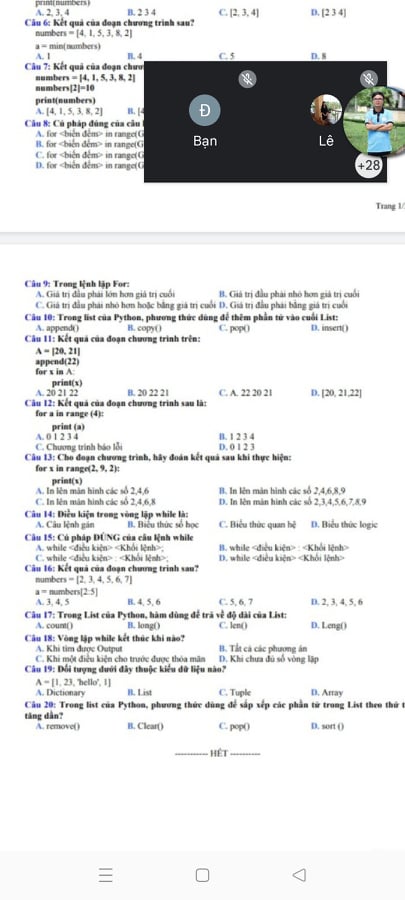 print(numbers)
A. 2, 3, 4 B. 2 3 4 C. [2, 3, 4] D. [2 3 4]
Câu 6: Kết quả của đoạn chương trình sau?
numbers = [4, 1, 5, 3, 8, 2]
a = min(numbers)
A. 1 B. 4 C. 5 D. 8
Câu 7: Kết quả của đoạn chươ
numbers = [4, 1, 5, 3, 8, 2]
numbers[2]=10
print(numbers)
A. [4, 1, 5, 3, 8, 2] B. [4
Câu 8: Cú pháp đúng của câu
A. for <biến đếm> in range(G
B. for <biến đếm> in range(G
C. for <biến đếm> in range(G
D. for <biến đếm> in range(G
Đ
Bạn
Lê
+28
Trang 1/
Câu 9: Trong lệnh lặp For:
A. Giá trị đầu phải lớn hơn giá trị cuối B. Giá trị đầu phải nhỏ hơn giá trị cuối
C. Giá trị đầu phải nhỏ hơn hoặc bằng giá trị cuối D. Giá trị đầu phải bằng giá trị cuối
Câu 10: Trong list của Python, phương thức dùng để thêm phần tử vào cuối List:
A. append() B. copy() C. pop() D. insert()
Câu 11: Kết quả của đoạn chương trình trên:
A = [20, 21]
append(22)
for x in A:
print(x)
A. 20 21 22 B. 20 22 21 C. A. 22 20 21 D. [20, 21,22]
Câu 12: Kết quả của đoạn chương trình sau là:
for a in range (4):
print (a)
A. 0 1 2 3 4 B. 1 2 3 4
C. Chương trình báo lỗi D. 0 1 2 3
Câu 13: Cho đoạn chương trình, hãy đoán kết quả sau khi thực hiện:
for x in range(2, 9, 2):
print(x)
A. In lên màn hình các số 2,4,6 B. In lên màn hình các số 2,4,6,8,9
C. In lên màn hình các số 2,4,6,8 D. In lên màn hình các số 2,3,4,5,6,7,8,9
Câu 14: Điều kiện trong vòng lặp while là:
A. Câu lệnh gán B. Biểu thức số học C. Biểu thức quan hệ D. Biểu thức logic
Câu 15: Cú pháp ĐÚNG của câu lệnh while
A. while <điều kiện> <Khối lệnh>; B. while <điều kiện> : <Khối lệnh>
C. while <điều kiện> : <Khối lệnh>; D. while <điều kiện> <Khối lệnh>
Câu 16: Kết quả của đoạn chương trình sau?
numbers = [2, 3, 4, 5, 6, 7]
a = numbers[2:5]
A. 3, 4, 5 B. 4, 5, 6 C. 5, 6, 7 D. 2, 3, 4, 5, 6
Câu 17: Trong List của Python, hàm dùng để trả về độ dài của List:
A. count() B. long() C. len() D. Leng()
Câu 18: Vòng lặp while kết thúc khi nào?
A. Khi tìm được Output B. Tất cả các phương án
C. Khi một điều kiện cho trước được thỏa mãn D. Khi chưa đủ số vòng lặp
Câu 19: Đối tượng dưới đây thuộc kiểu dữ liệu nào?
A = [1, 23, 'hello', 1]
A. Dictionary B. List C. Tuple D. Array
Câu 20: Trong list của Python, phương thức dùng để sắp xếp các phần tử trong List theo thứ t
tăng dần?
A. remove() B. Clear() C. pop() D. sort ()
----------- HẾT ----------